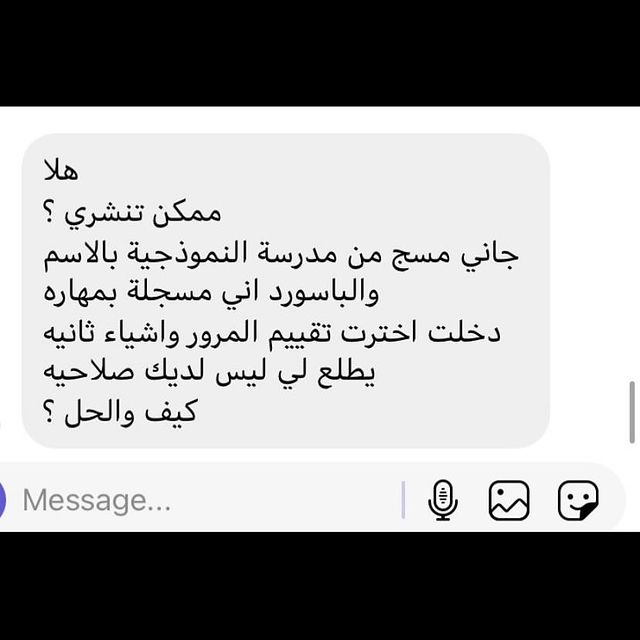 هلا
ممكن تنشري ؟
جاني مسج من مدرسة النموذجية بالاسم
والباسورد اني مسجلة بمهاره
دخلت اخترت تقييم المرور واشياء ثانيه
يطلع لي ليس لديك صلاحيه
كيف والحل ؟
Message...